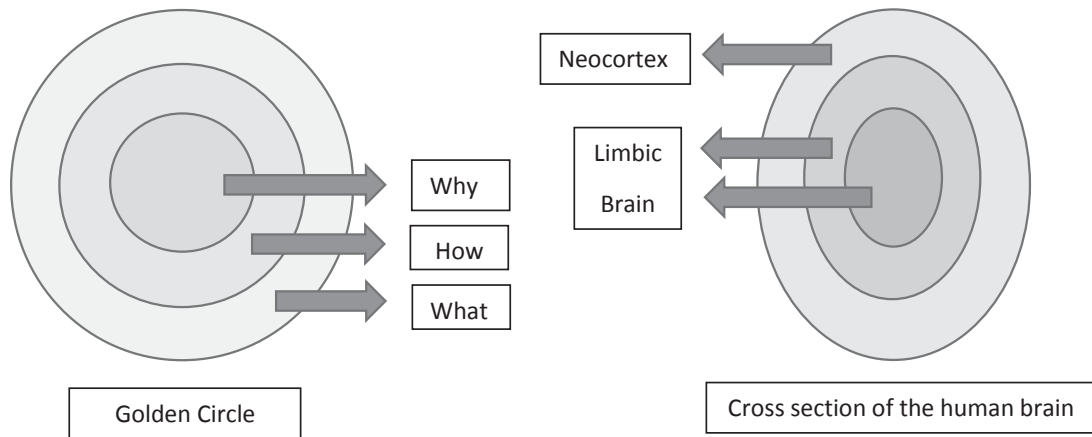 Neocortex
Limbic
Brain
Why
How
What
Golden Circle
Cross section of the human brain